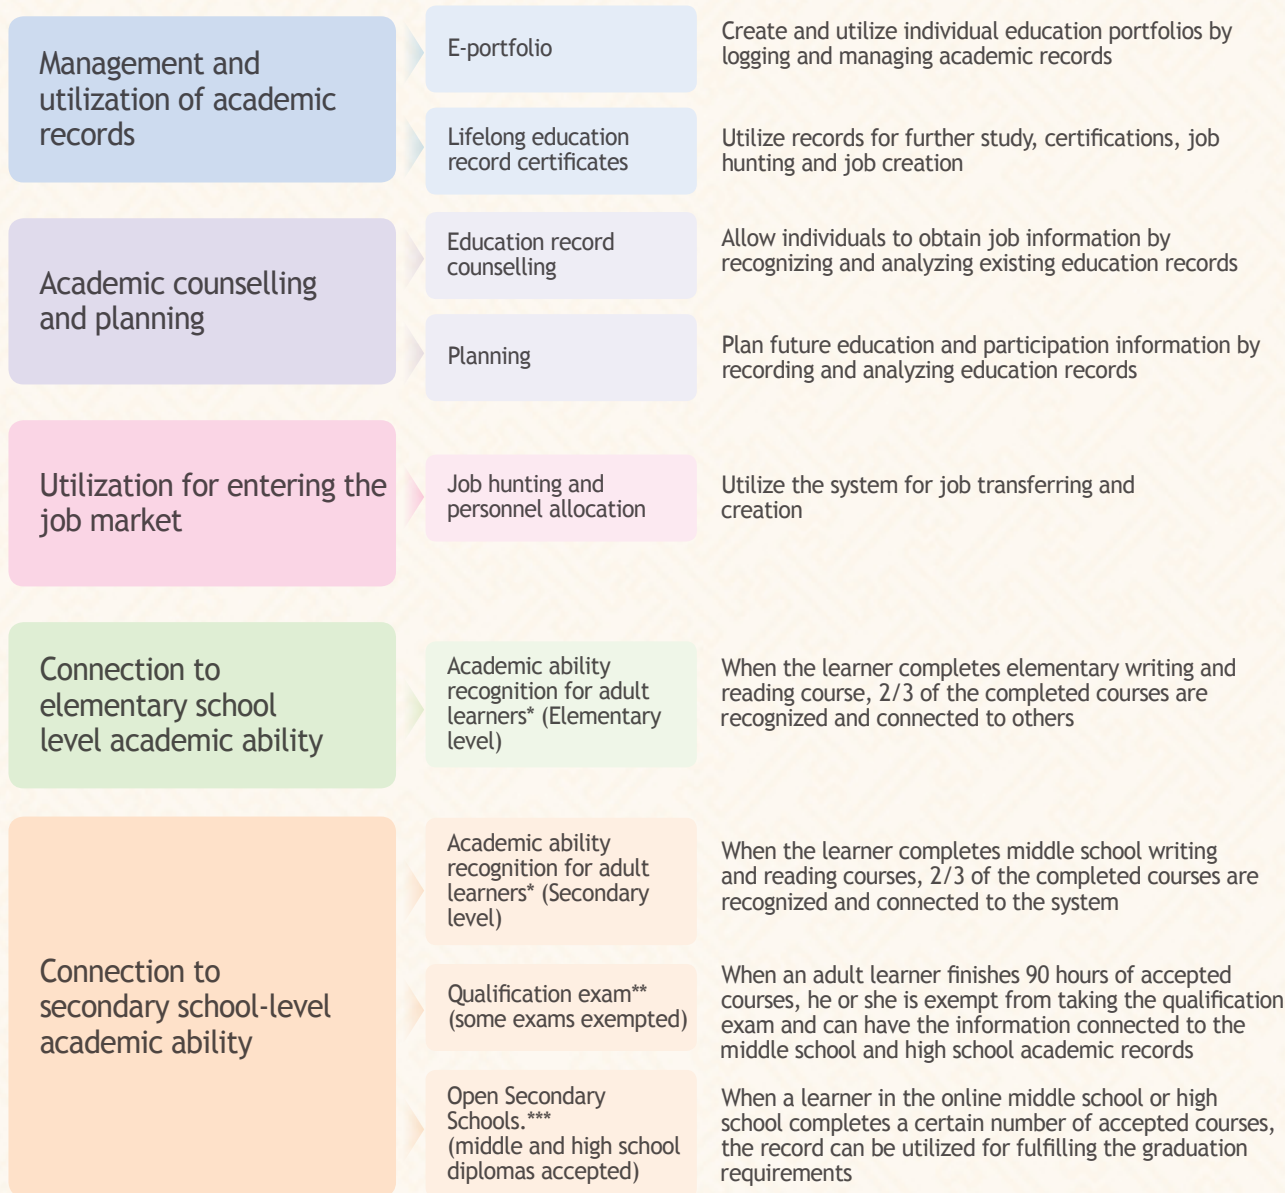 Management and
utilization of academic
records
E-portfolio
Create and utilize individual education portfolios by
logging and managing academic records
Lifelong education
record certificates
Utilize records for further study, certifications, job
hunting and job creation
Academic counselling
and planning
Education record
counselling
Allow individuals to obtain job information by
recognizing and analyzing existing education records
Planning
Plan future education and participation information by
recording and analyzing education records
Utilization for entering the
job market
Job hunting and
personnel allocation
Utilize the system for job transferring and
creation
Connection to
elementary school
level academic ability
Academic ability
recognition for adult
learners* (Elementary
level)
When the learner completes elementary writing and
reading course, 2/3 of the completed courses are
recognized and connected to others
Connection to
secondary school-level
academic ability
Academic ability
recognition for adult
learners* (Secondary
level)
When the learner completes middle school writing
and reading courses, 2/3 of the completed courses are
recognized and connected to the system
Qualification exam**
(some exams exempted)
When an adult learner finishes 90 hours of accepted
courses, he or she is exempt from taking the qualification
exam and can have the information connected to the
middle school and high school academic records
Open Secondary
Schools.***
(middle and high school
diplomas accepted)
When a learner in the online middle school or high
school completes a certain number of accepted courses,
the record can be utilized for fulfilling the graduation
requirements